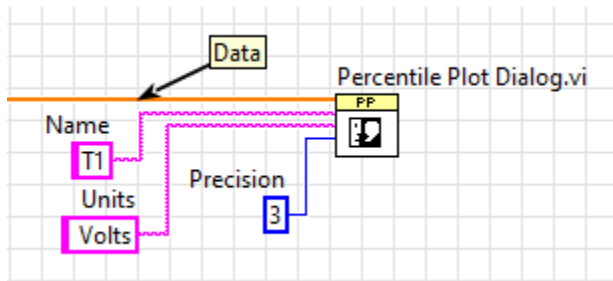 Data
Percentile Plot Dialog.vi
PP
Name
T1
Precision
Units
3
Volts